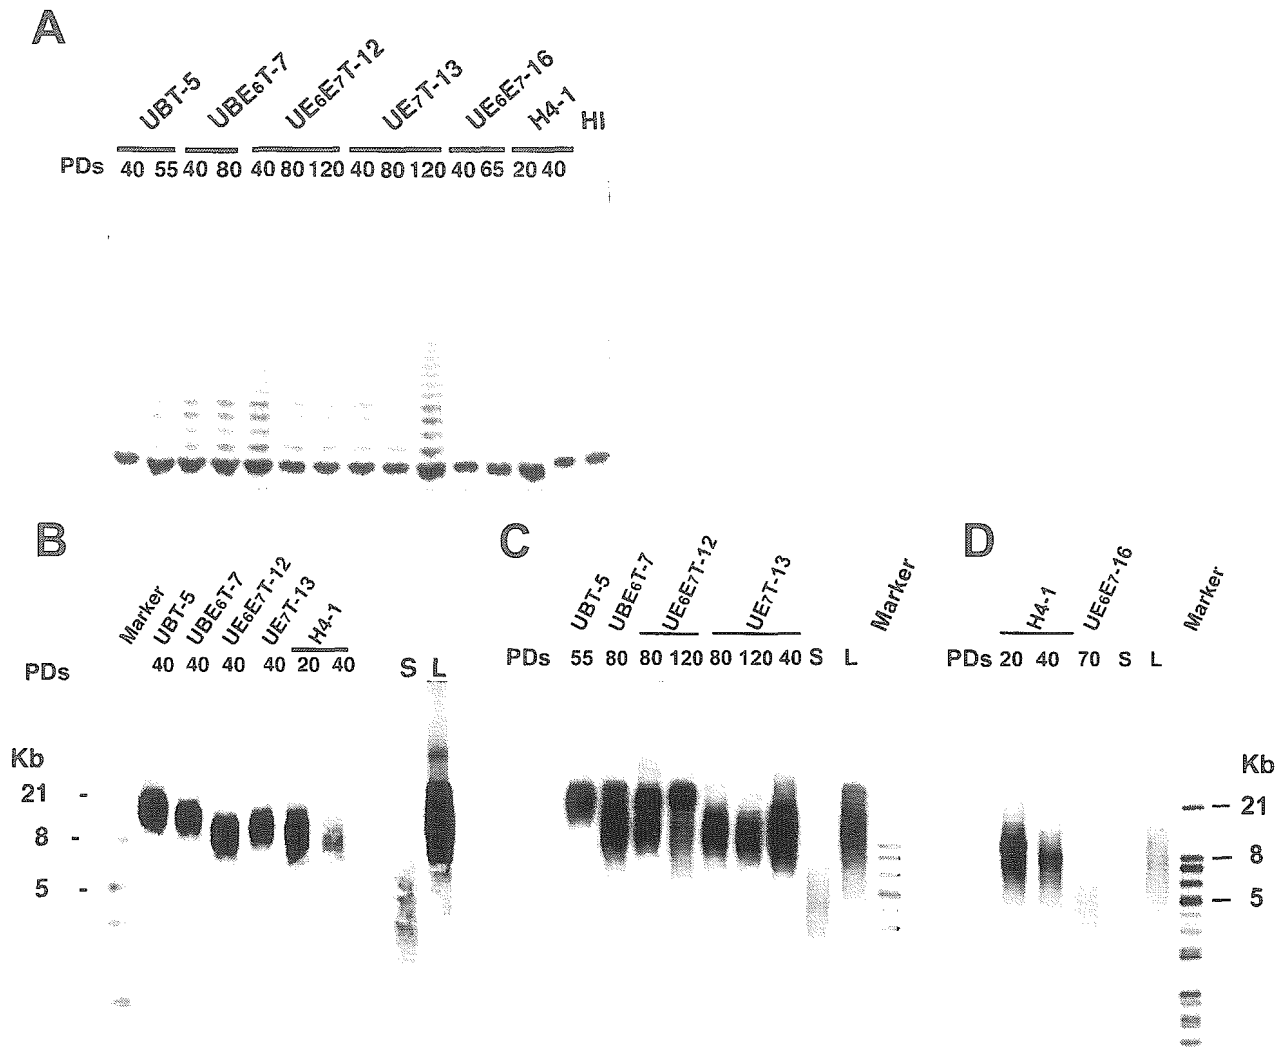 A
UBT-5 UBE6T-7 UE6E7T-12 UE7T-13 UE6E7-16 H4-1 HI
PDs 40 55 40 80 40 80 120 40 80 120 40 65 20 40
B
Marker UBT-5 UBE6T-7 UE6E7T-12 UE7T-13 H4-1
PDs 40 40 40 40 20 40 S L
Kb
21 -
8 -
5 -
C
UBT-5 UBE6T-7 UE6E7T-12 UE7T-13 Marker
PDs 55 80 80 120 80 120 40 S L
D
H4-1 UE6E7-16 Marker
PDs 20 40 70 S L
Kb
21
8
5